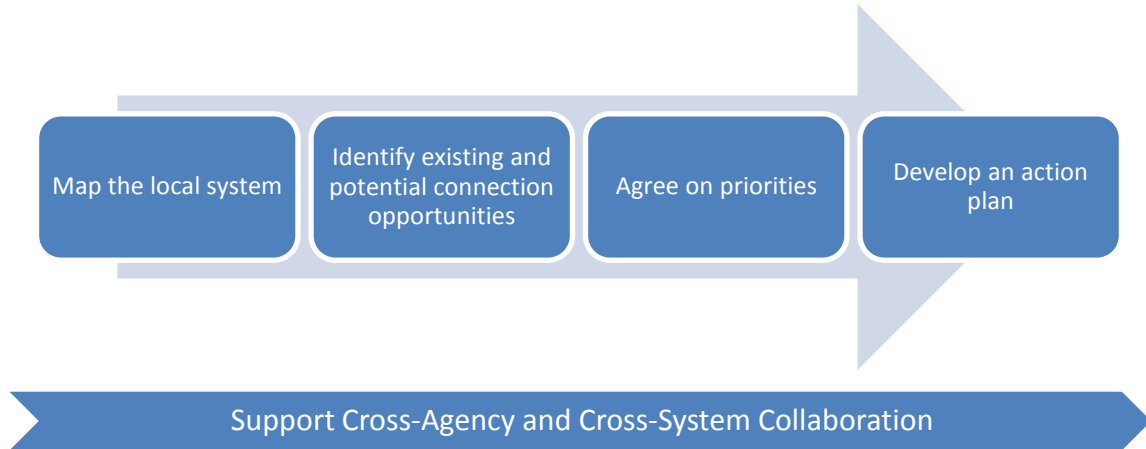 Map the local system
Identify existing and
potential connection
opportunities
Agree on priorities
Develop an action
plan
Support Cross-Agency and Cross-System Collaboration